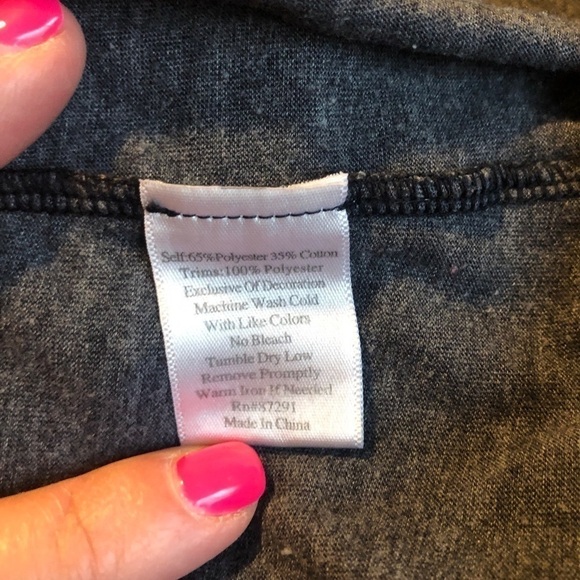 Self:65%Polyester 35% Cotton
Trims:100% Polyester
Exclusive Of Decoration
Machine Wash Cold
With Like Colors
No Bleach
Tumble Dry Low
Remove Promptly
Warm Iron If Needed
Rn#87291
Made In China